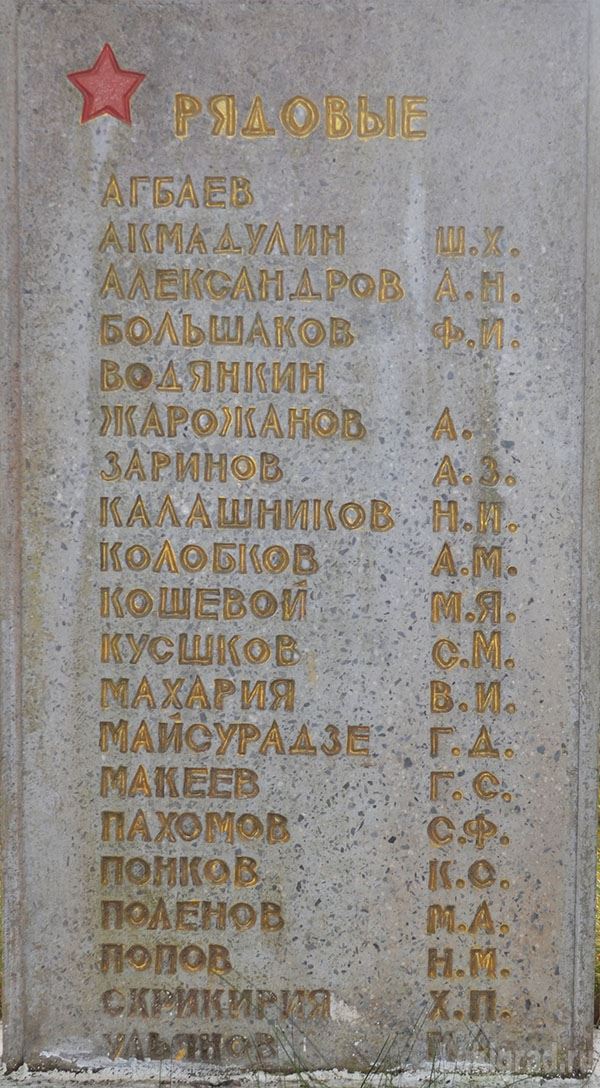 РЯДОВЫЕ
АГБАЕВ
АКМАДУЛИН Ш.Х.
АЛЕКСАНДРОВ А.Н.
БОЛЬШАКОВ Ф.И.
ВОДЯНКИН
ЖАРОЖАНОВ А.
ЗАРИНОВ А.З.
КАЛАШНИКОВ Н.И.
КОЛОБКОВ А.М.
КОШЕВОЙ М.Я.
КУСШКОВ С.М.
МАХАРИЯ В.И.
МАЙСУРАДЗЕ Г.Д.
МАКЕЕВ Г.С.
ПАХОМОВ С.Ф.
ПОНКОВ К.О.
ПОЛЕНОВ М.А.
ПОПОВ Н.М.
СКРИКИРИЯ Х.П.
УЛЬЯНОВ